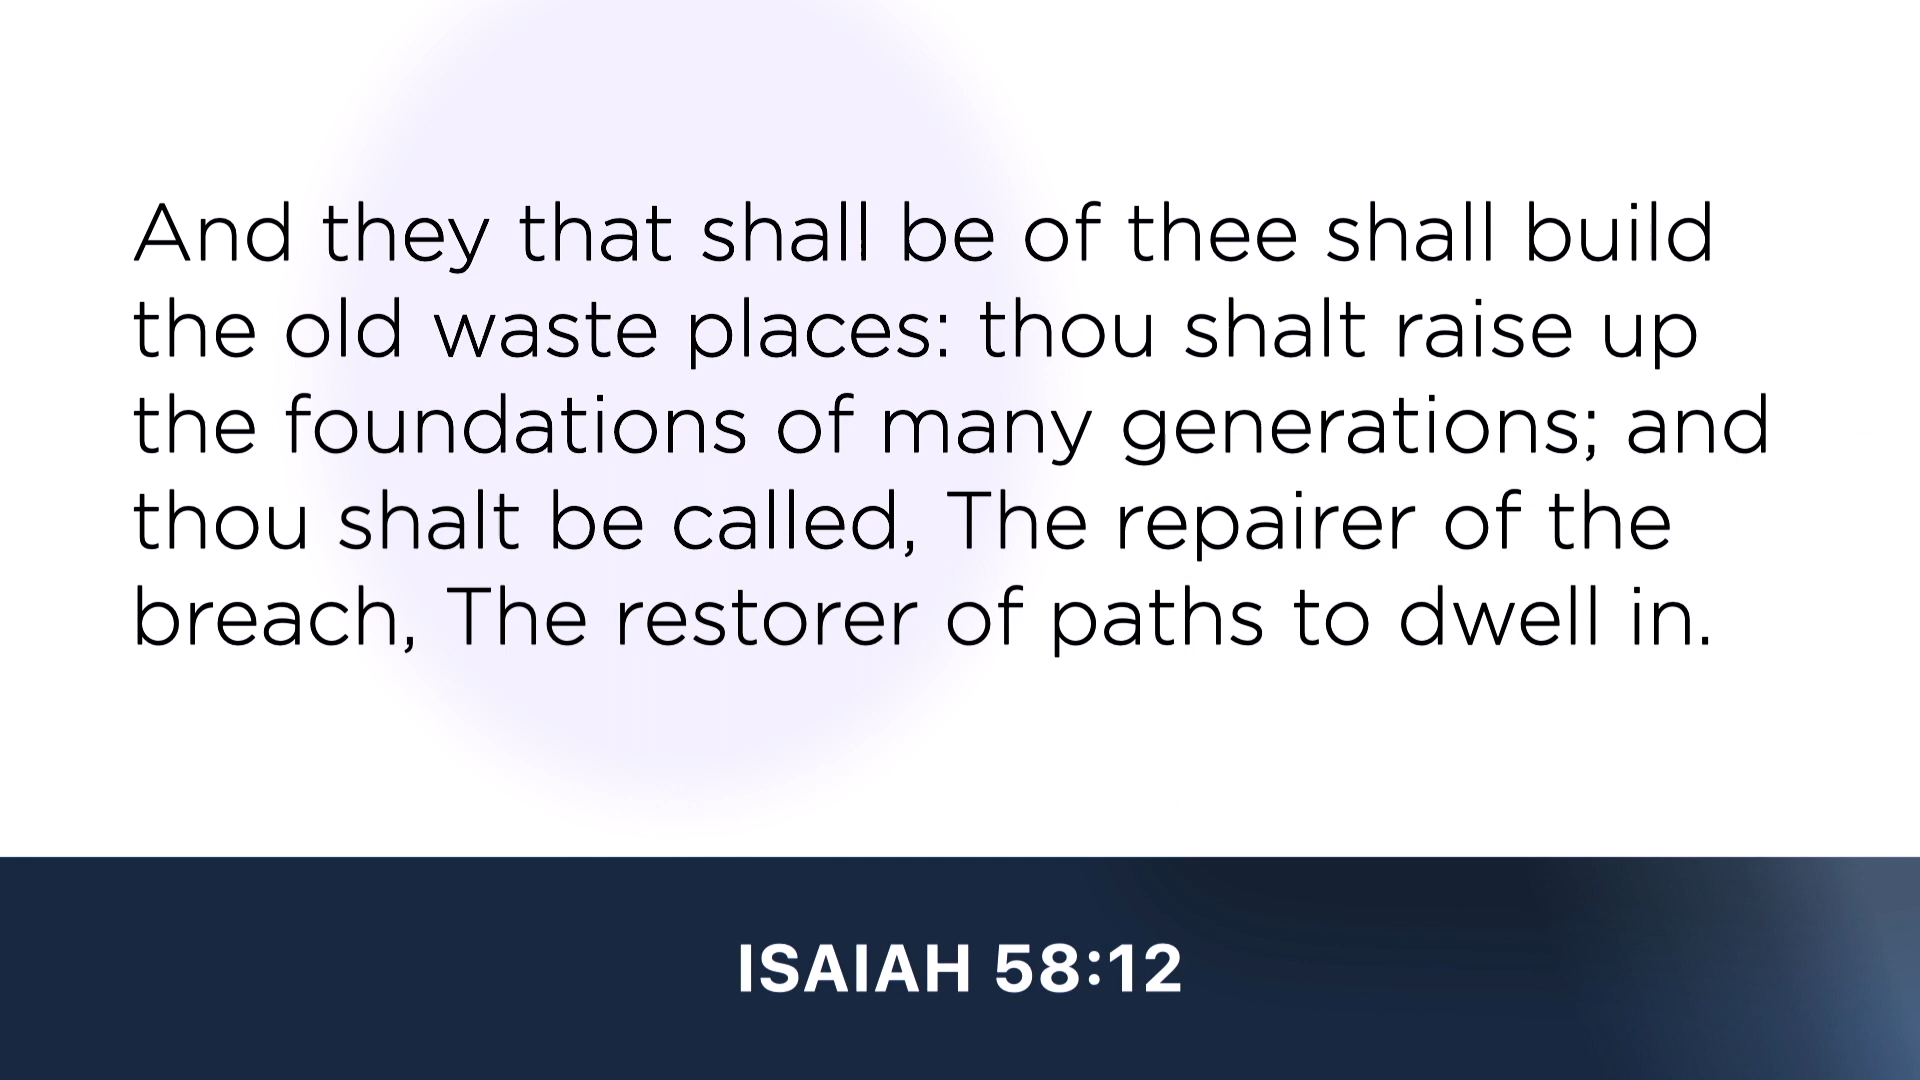 And they that shall be of thee shall build
the old waste places: thou shalt raise up
the foundations of many generations; and
thou shalt be called, The repairer of the
breach, The restorer of paths to dwell in.
ISAIAH 58:12